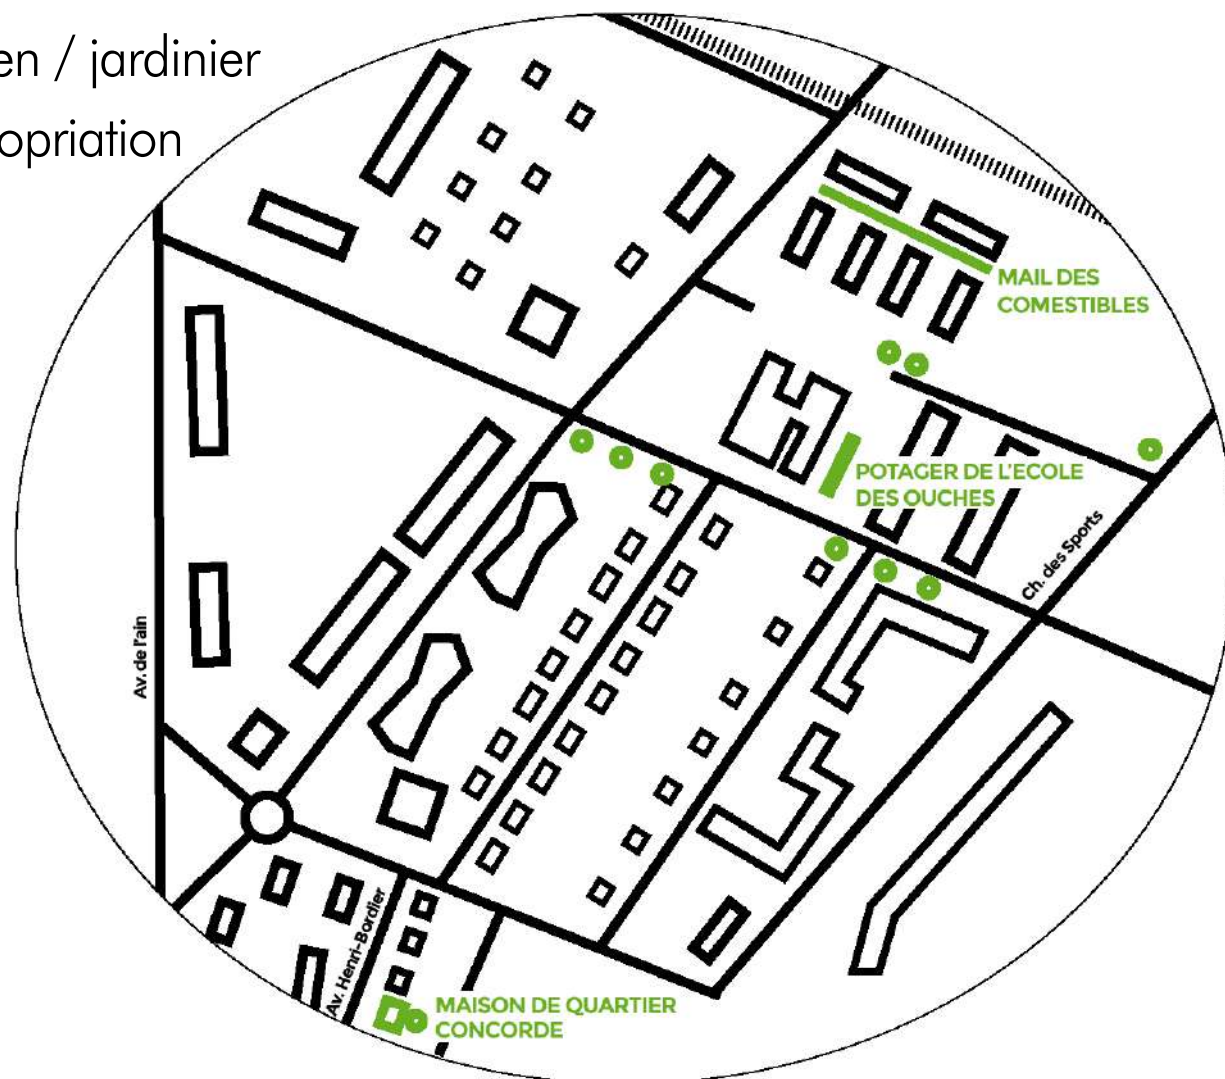 en / jardinier
opriation
MAIL DES
COMESTIBLES
POTAGER DE L'ECOLE
DES OUCHES
Ch. des Sports
Av. de l'ain
Av. Henri-Bordier
MAISON DE QUARTIER
CONCORDE